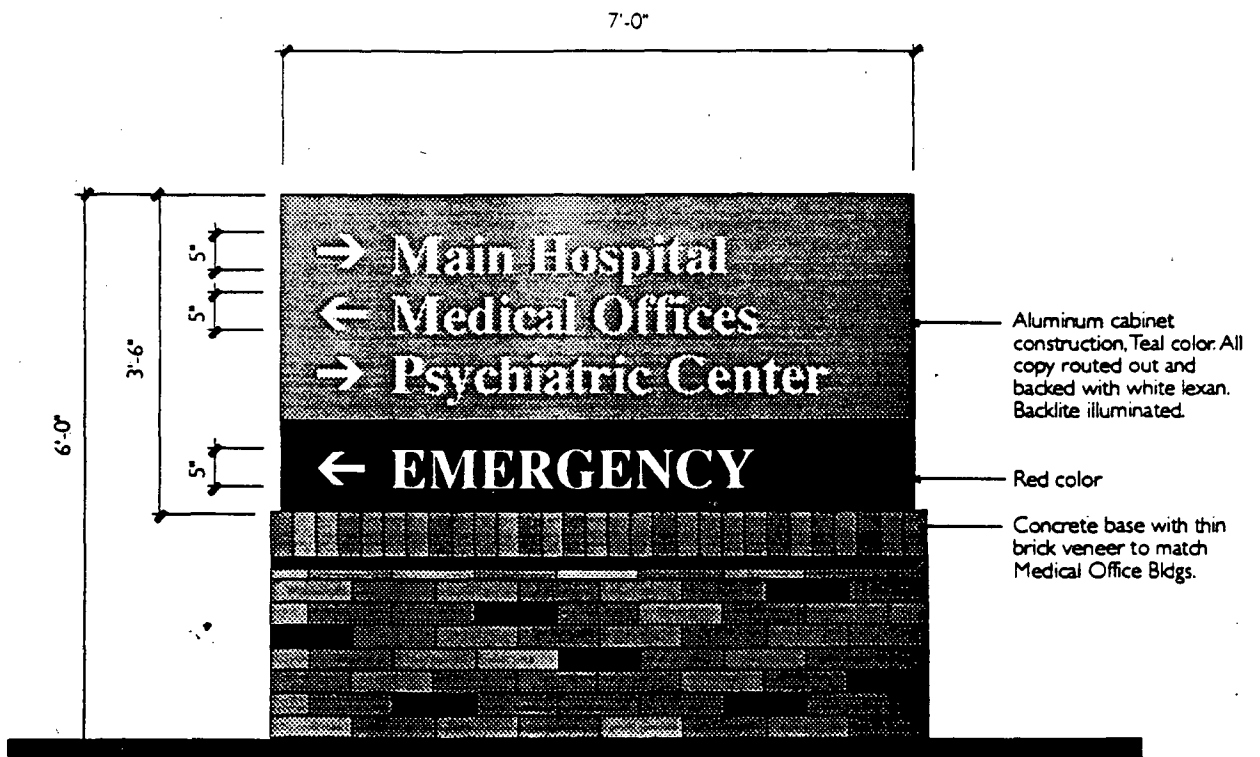 7'-0"
→ Main Hospital
← Medical Offices
→ Psychiatric Center
← EMERGENCY
5"
5"
3'-6"
6'-0"
5"
Aluminum cabinet
construction, Teal color. All
copy routed out and
backed with white lexan.
Backlite illuminated.
Red color
Concrete base with thin
brick veneer to match
Medical Office Bldgs.